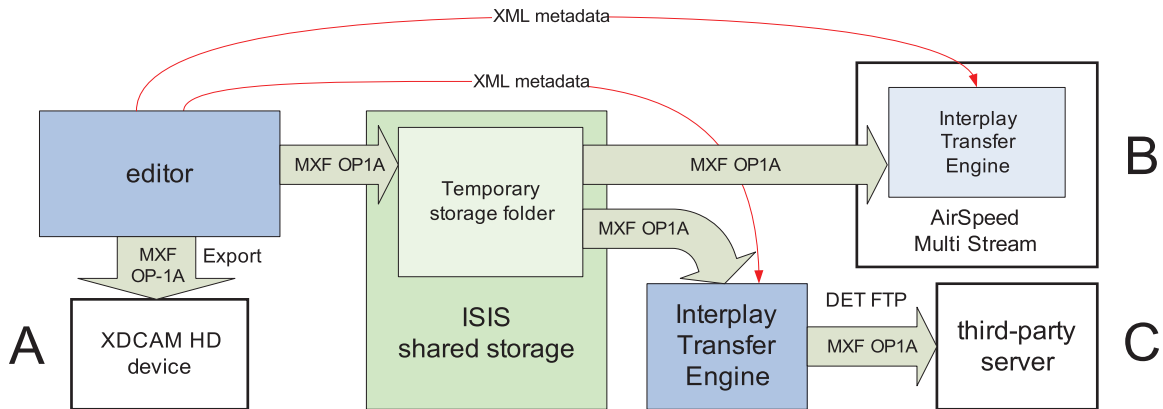 XML metadata
XML metadata
editor
MXF OP1A
Temporary
storage folder
MXF OP1A
Interplay
Transfer
Engine
AirSpeed
Multi Stream
B
MXF OP1A
MXF
OP-1A
Export
A
XDCAM HD
device
ISIS
shared storage
Interplay
Transfer
Engine
DET FTP
MXF OP1A
third-party
server
C